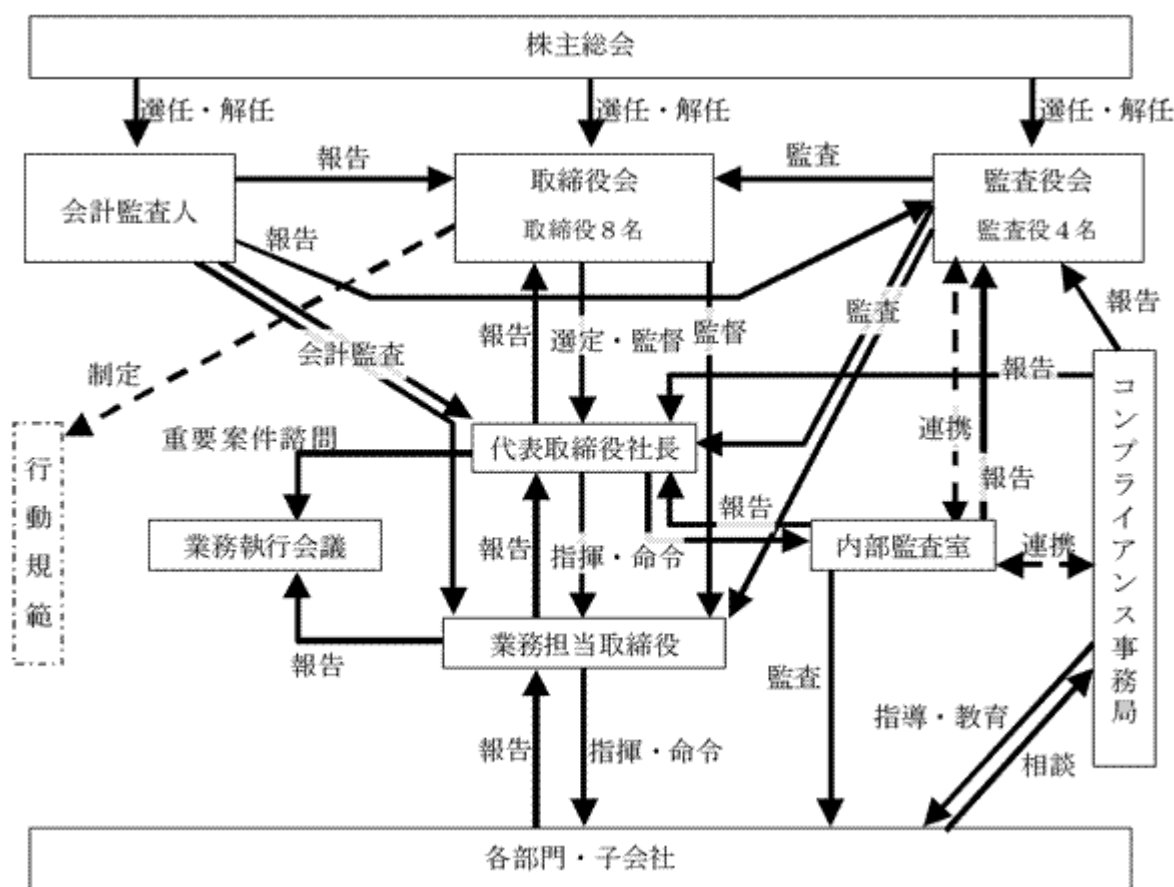 株主総会
選任・解任
選任・解任
選任・解任
会計監査人
報告
取締役会
取締役8名
監査
監査役会
監査役4名
報告
報告
制定
会計監査
報告
選定・監督
監督
監査
連携
報告
報告
報告
コンプライアンス事務局
行動規範
重要案件諮問
代表取締役社長
業務執行会議
報告
指揮・命令
報告
内部監査室
連携
報告
業務担当取締役
監査
報告
指揮・命令
指導・教育
相談
各部門・子会社